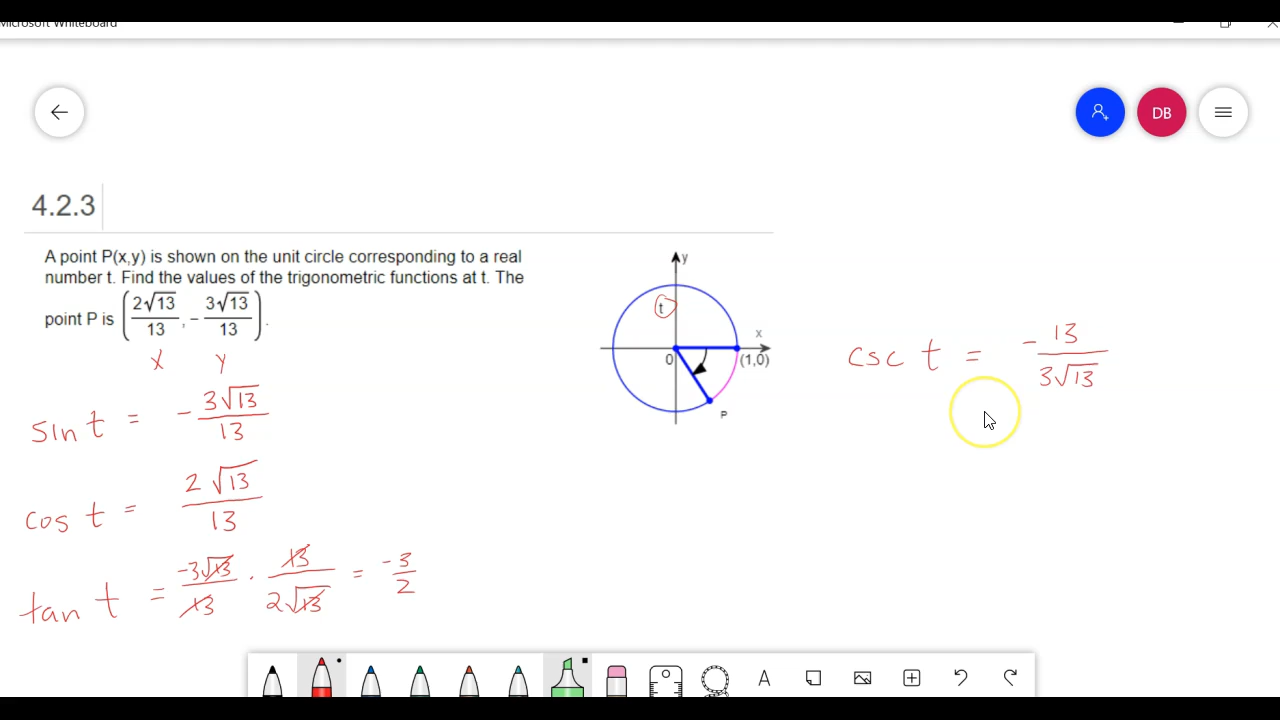 Microsoft Whiteboard
DB
4.2.3
A point P(x,y) is shown on the unit circle corresponding to a real
number t. Find the values of the trigonometric functions at t. The
point P is (2√13/13, -3√13/13).
x y
y
t
x
0
(1,0)
P
sin t = -3√13/13
cos t = 2√13/13
tan t = -3√13/13 · 13/2√13 = -3/2
csc t = -13/3√13
A